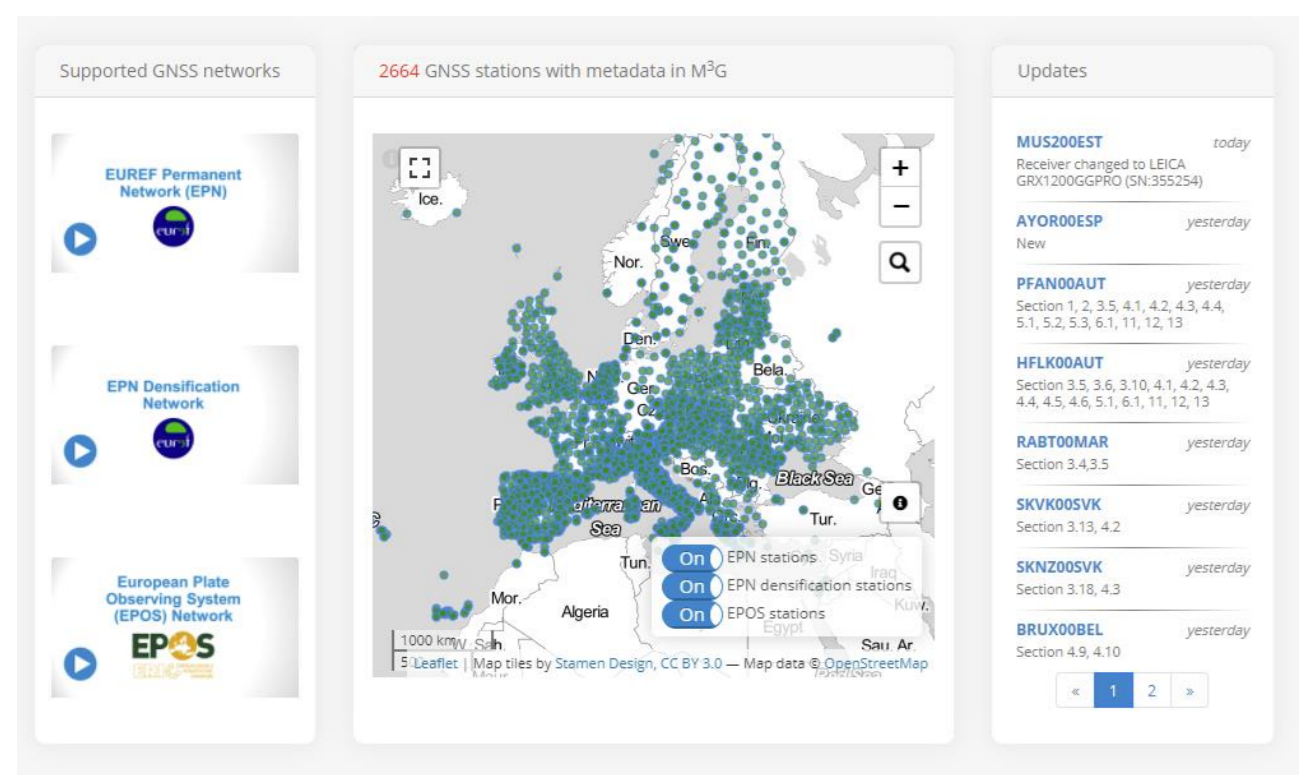 Supported GNSS networks
EUREF Permanent
Network (EPN)
EPN Densification
Network
European Plate
Observing System
(EPOS) Network
EPOS
2664 GNSS stations with metadata in M³G
Ice.
Swe.
Fin.
Nor.
Den.
Bela.
Ger.
Ukraine
Bos.
Black Sea
Mediterranean
Sea
Tur.
Tun.
Syria
Iraq
Mor.
Algeria
Kuw.
Egypt
W. Sah.
Sau. Ar.
Red Sea
+
−
On EPN stations
On EPN densification stations
On EPOS stations
1000 km
Leaflet | Map tiles by Stamen Design, CC BY 3.0 — Map data © OpenStreetMap
Updates
MUS200EST today
Receiver changed to LEICA
GRX1200GGPRO (SN:355254)
AYOR00ESP yesterday
New
PFAN00AUT yesterday
Section 1, 2, 3.5, 4.1, 4.2, 4.3, 4.4,
5.1, 5.2, 5.3, 6.1, 11, 12, 13
HFLK00AUT yesterday
Section 3.5, 3.6, 3.10, 4.1, 4.2, 4.3,
4.4, 4.5, 4.6, 5.1, 6.1, 11, 12, 13
RABT00MAR yesterday
Section 3.4,3.5
SKVK00SVK yesterday
Section 3.13, 4.2
SKNZ00SVK yesterday
Section 3.18, 4.3
BRUX00BEL yesterday
Section 4.9, 4.10
« 1 2 »